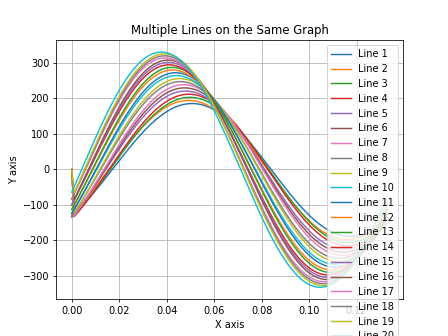 Multiple Lines on the Same Graph
Y axis
300
200
100
0
−100
−200
−300
0.00
0.02
0.04
0.06
0.08
0.10
X axis
Line 1
Line 2
Line 3
Line 4
Line 5
Line 6
Line 7
Line 8
Line 9
Line 10
Line 11
Line 12
Line 13
Line 14
Line 15
Line 16
Line 17
Line 18
Line 19
Line 20